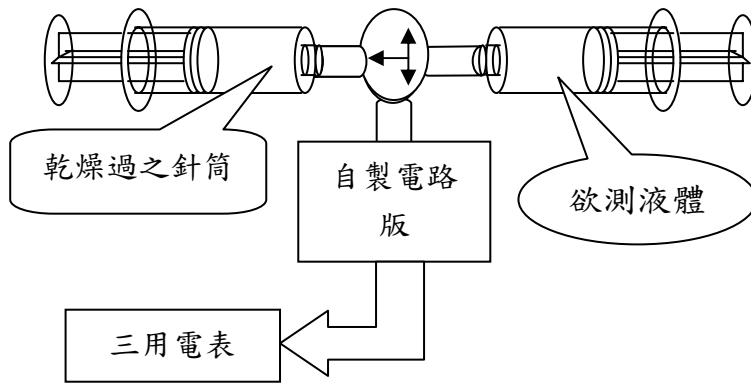 乾燥過之針筒
自製電路
版
欲測液體
三用電表